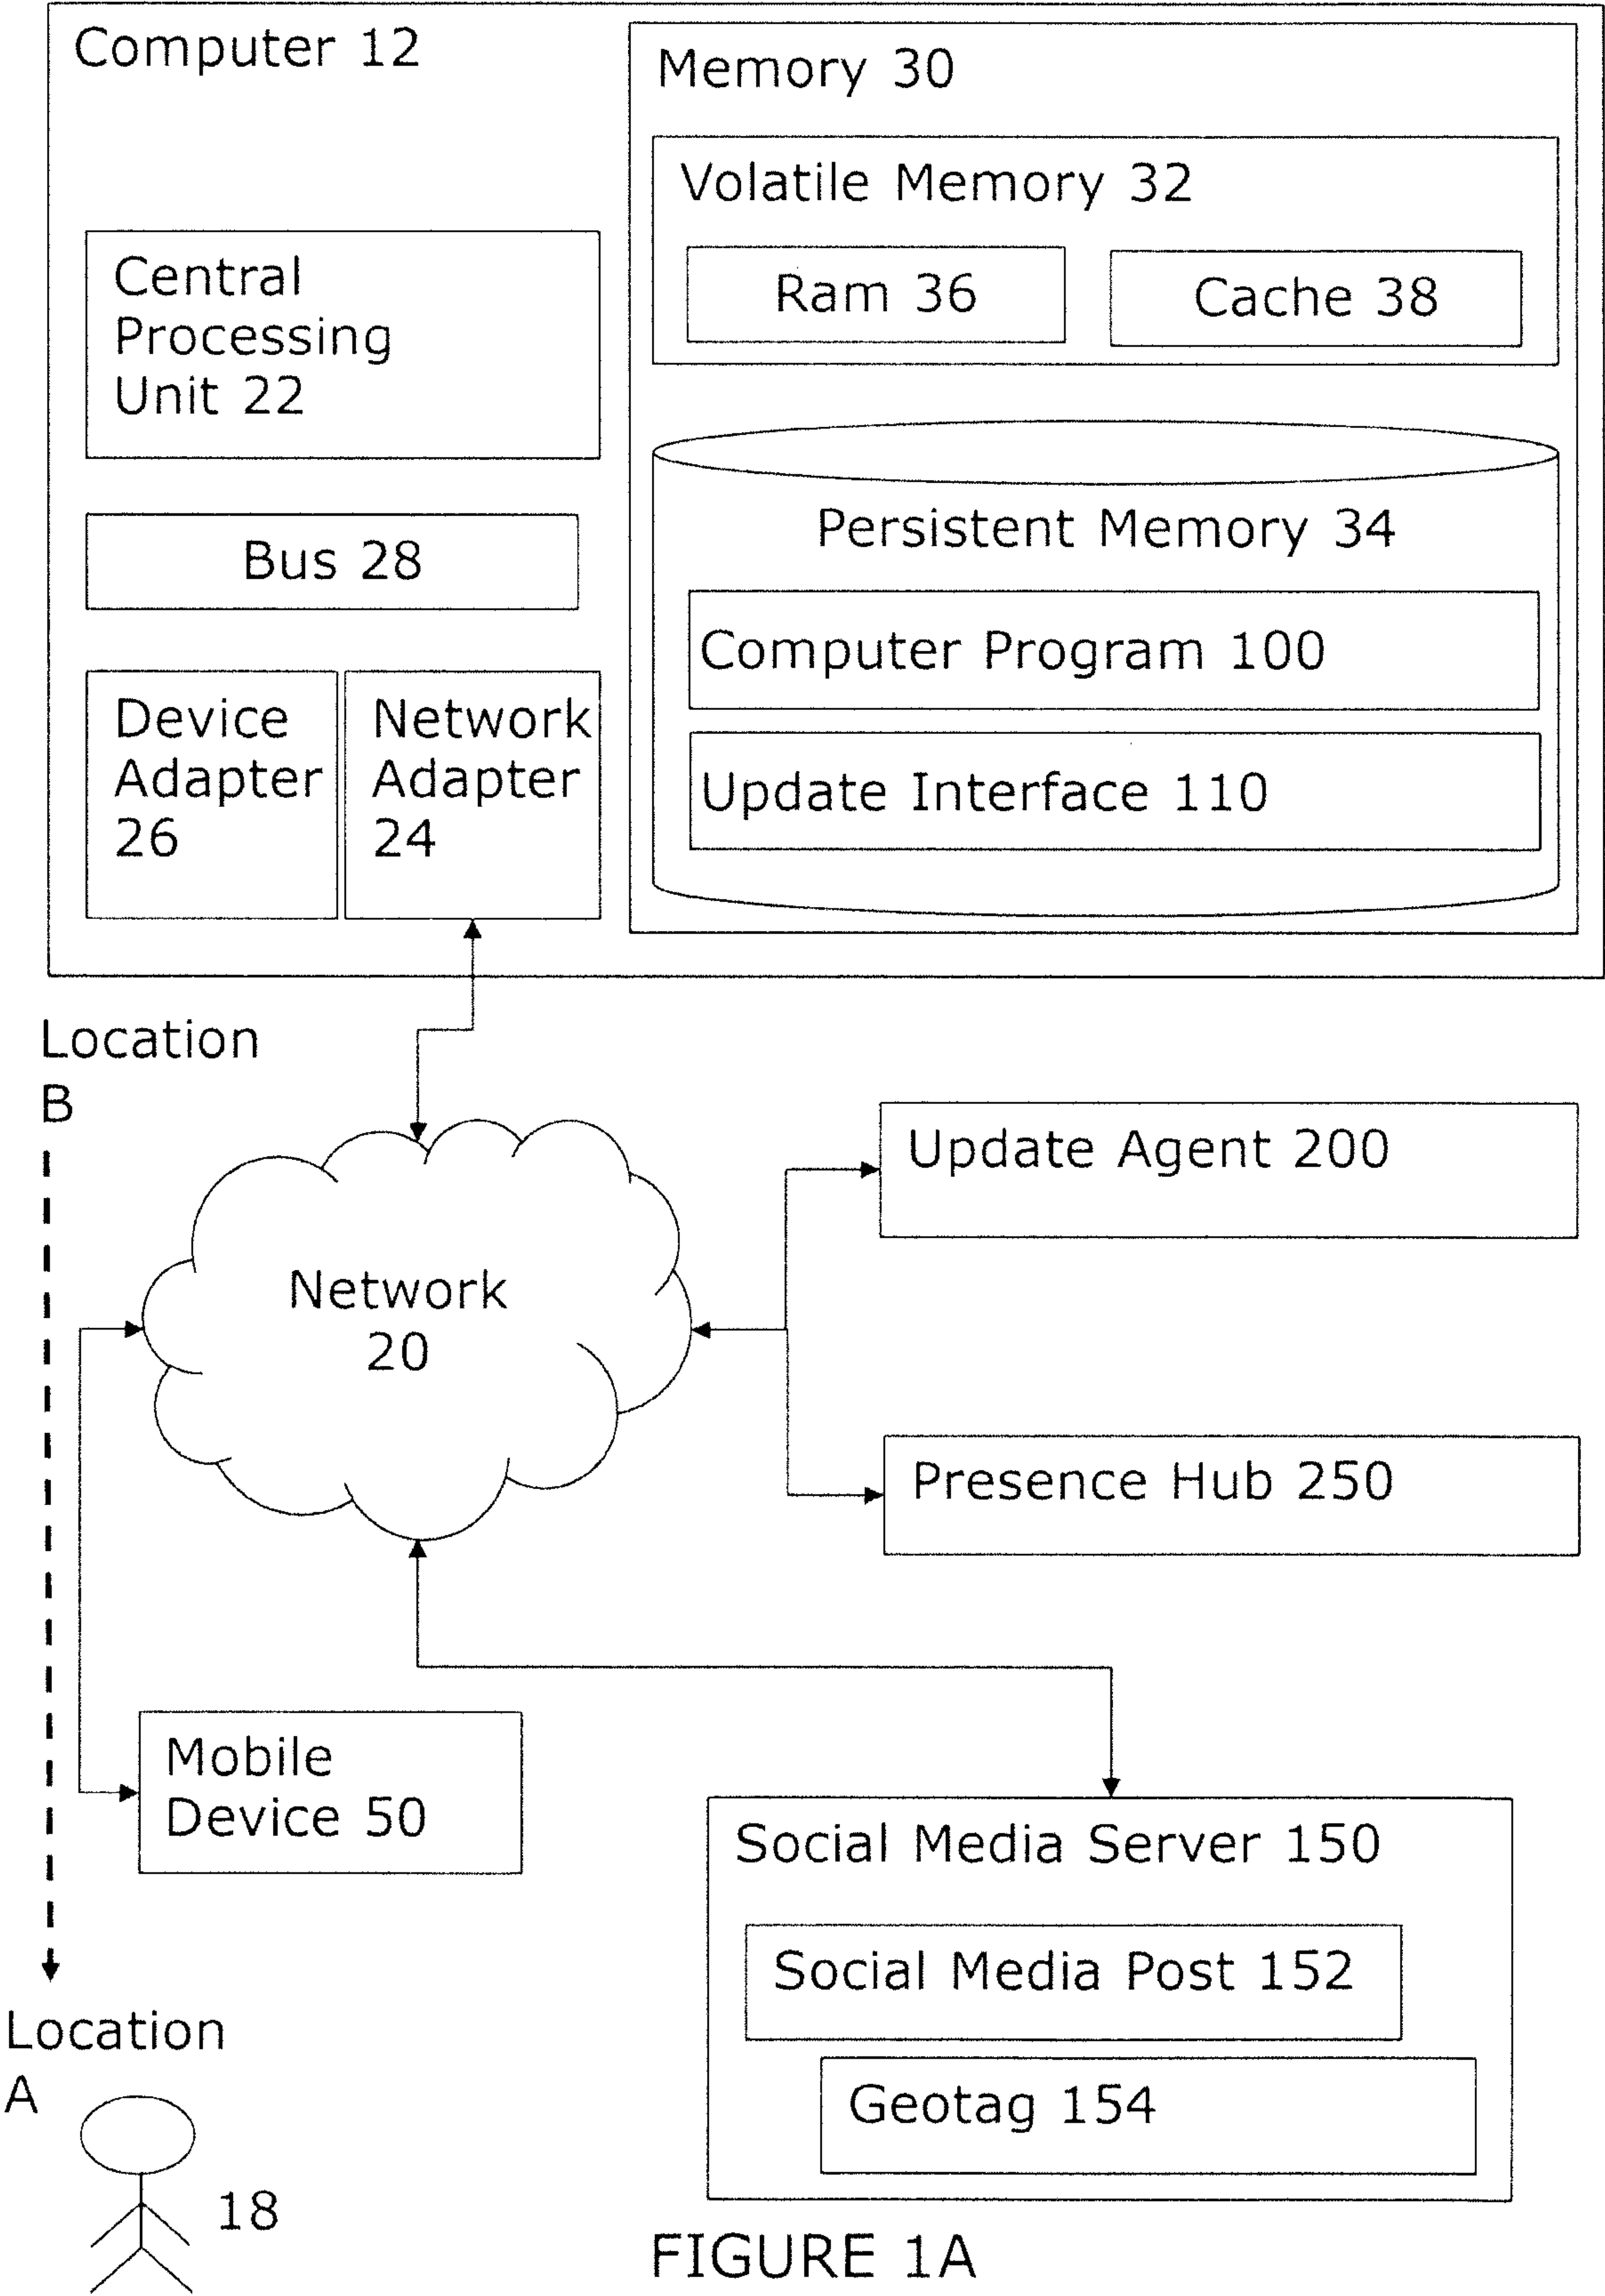 Computer 12
Memory 30
Volatile Memory 32
Ram 36
Cache 38
Central
Processing
Unit 22
Persistent Memory 34
Bus 28
Computer Program 100
Device
Adapter
26
Network
Adapter
24
Update Interface 110
Location
B
Update Agent 200
Network
20
Presence Hub 250
Mobile
Device 50
Social Media Server 150
Social Media Post 152
Geotag 154
Location
A
18
FIGURE 1A